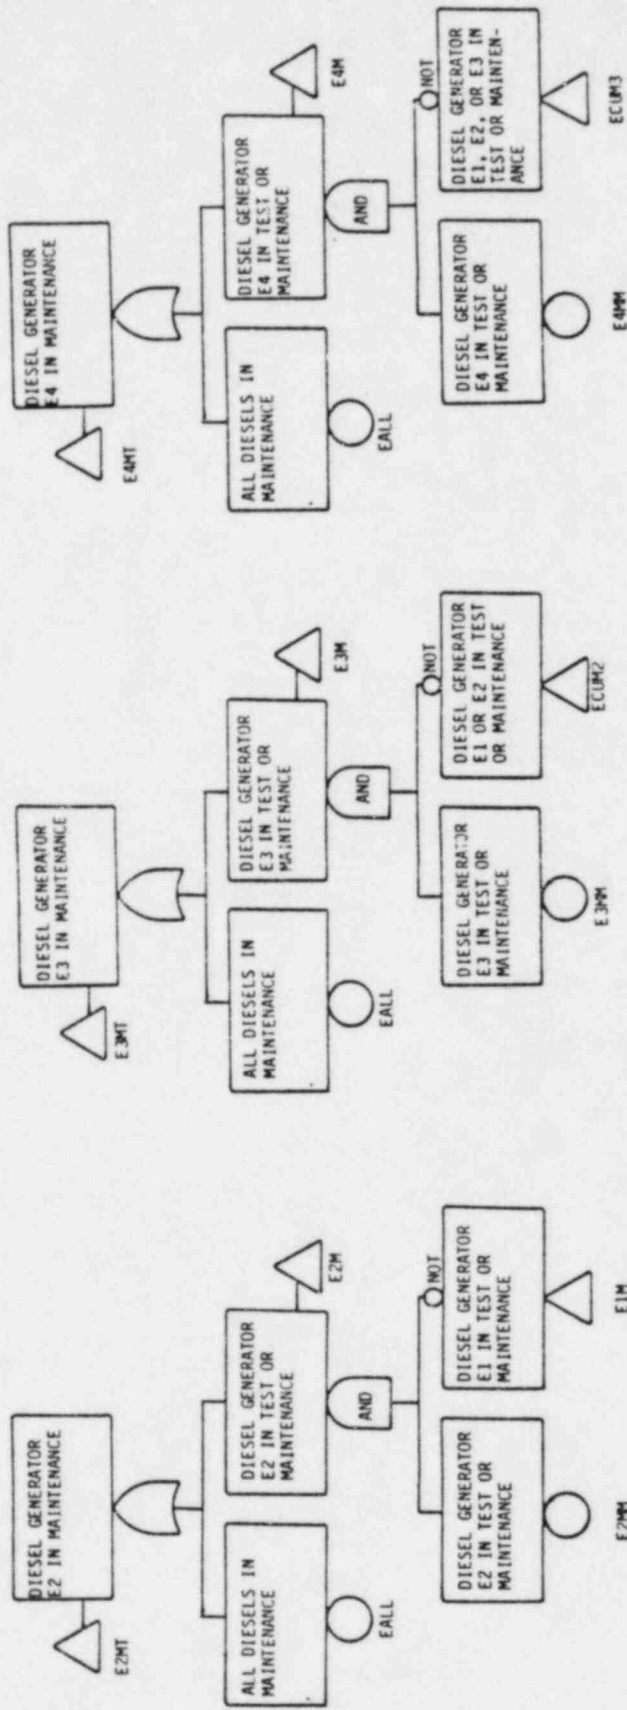 DIESEL GENERATOR
E2 IN MAINTENANCE
E2MT
ALL DIESELS IN
MAINTENANCE
EALL
DIESEL GENERATOR
E2 IN TEST OR
MAINTENANCE
E2M
AND
DIESEL GENERATOR
E2 IN TEST OR
MAINTENANCE
E2MM
NOT
DIESEL GENERATOR
E1 IN TEST OR
MAINTENANCE
E1M
DIESEL GENERATOR
E3 IN MAINTENANCE
E3MT
ALL DIESELS IN
MAINTENANCE
EALL
DIESEL GENERATOR
E3 IN TEST OR
MAINTENANCE
E3M
AND
DIESEL GENERATOR
E3 IN TEST OR
MAINTENANCE
E3MM
NOT
DIESEL GENERATOR
E1 OR E2 IN TEST
OR MAINTENANCE
ECUM2
DIESEL GENERATOR
E4 IN MAINTENANCE
E4MT
ALL DIESELS IN
MAINTENANCE
EALL
DIESEL GENERATOR
E4 IN TEST OR
MAINTENANCE
E4M
AND
DIESEL GENERATOR
E4 IN TEST OR
MAINTENANCE
E4MM
NOT
DIESEL GENERATOR
E1, E2, OR E3 IN
TEST OR MAINTEN-
ANCE
ECUM3